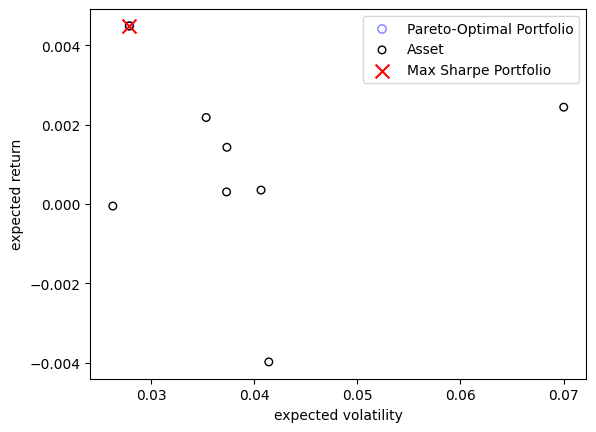 Pareto-Optimal Portfolio
Asset
Max Sharpe Portfolio
0.004
0.002
0.000
−0.002
−0.004
expected return
0.03 0.04 0.05 0.06 0.07
expected volatility